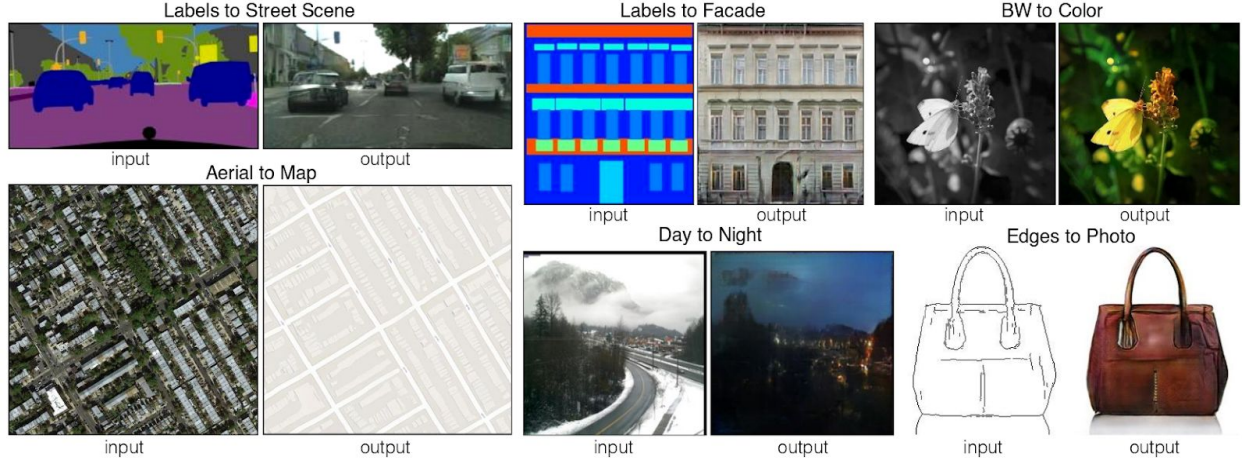 Labels to Street Scene
input
output
Aerial to Map
input
output
Labels to Facade
input
output
BW to Color
input
output
Day to Night
input
output
Edges to Photo
input
output